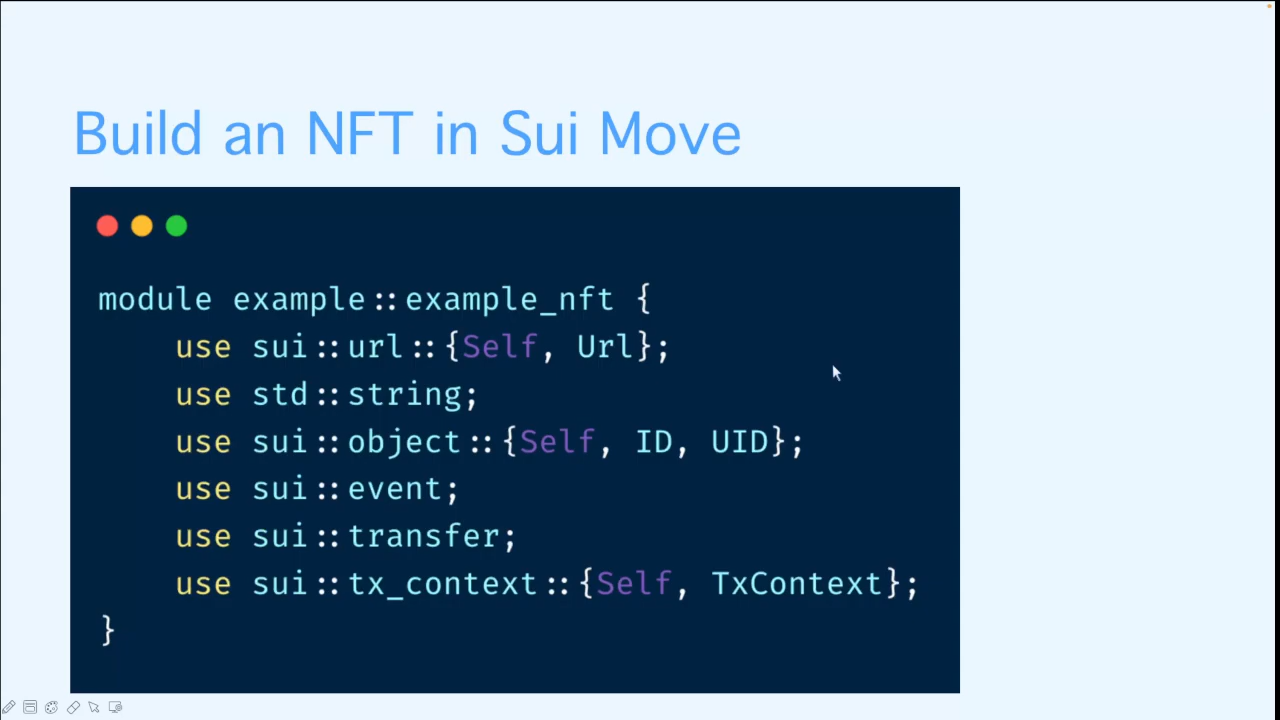 Build an NFT in Sui Move
module example::example_nft {
    use sui::url::{Self, Url};
    use std::string;
    use sui::object::{Self, ID, UID};
    use sui::event;
    use sui::transfer;
    use sui::tx_context::{Self, TxContext};
}